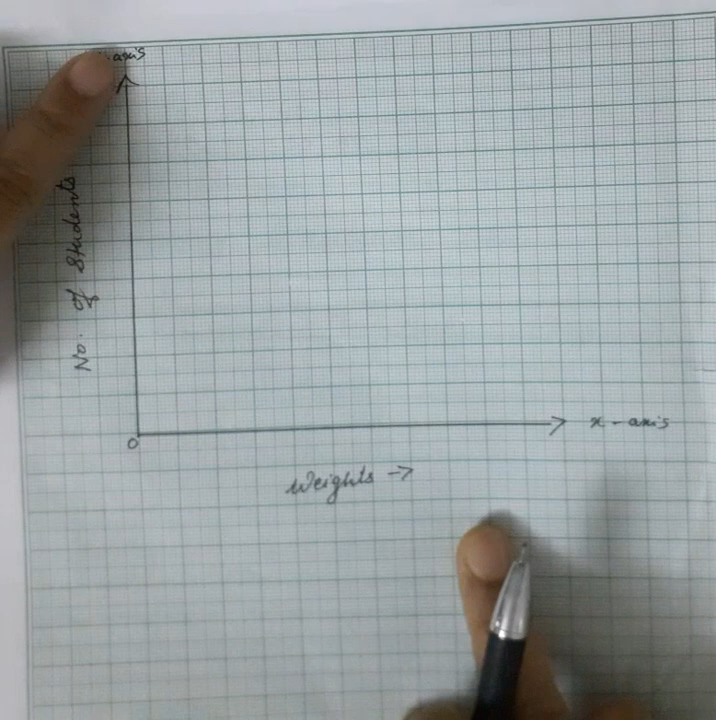 axis
No. of Students
0
x - axis
Weights →